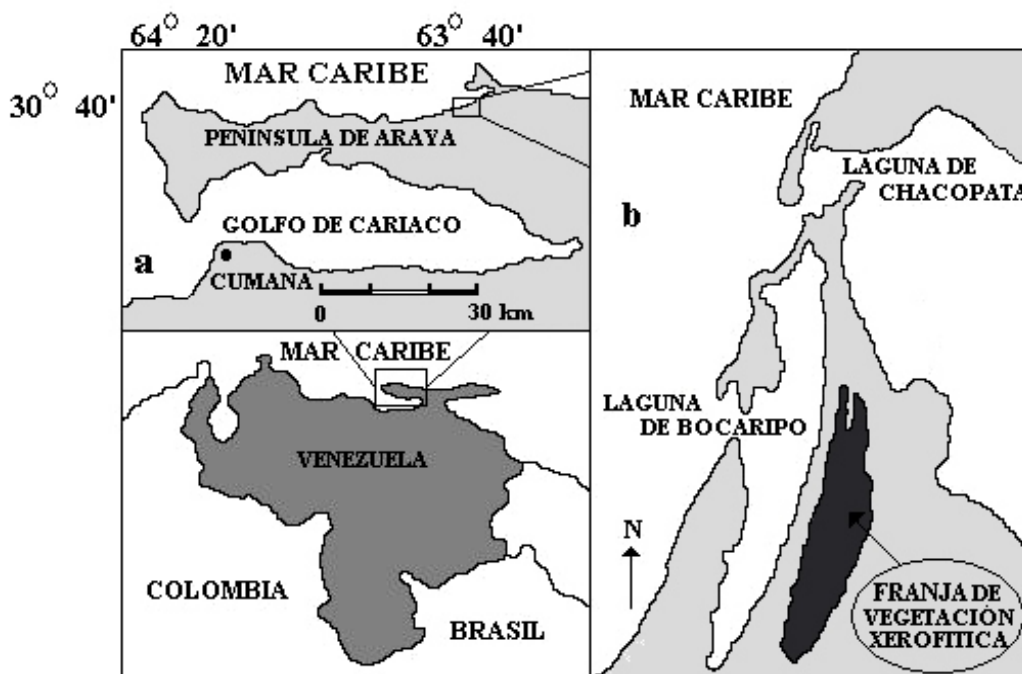 64° 20' 63° 40'
30° 40'
MAR CARIBE
PENÍNSULA DE ARAYA
GOLFO DE CARIACO
a
CUMANA
0 30 km
MAR CARIBE
VENEZUELA
COLOMBIA
BRASIL
MAR CARIBE
LAGUNA DE
CHACOPATA
b
LAGUNA
DE BOCARIPO
N
FRANJA DE
VEGETACIÓN
XEROFITICA